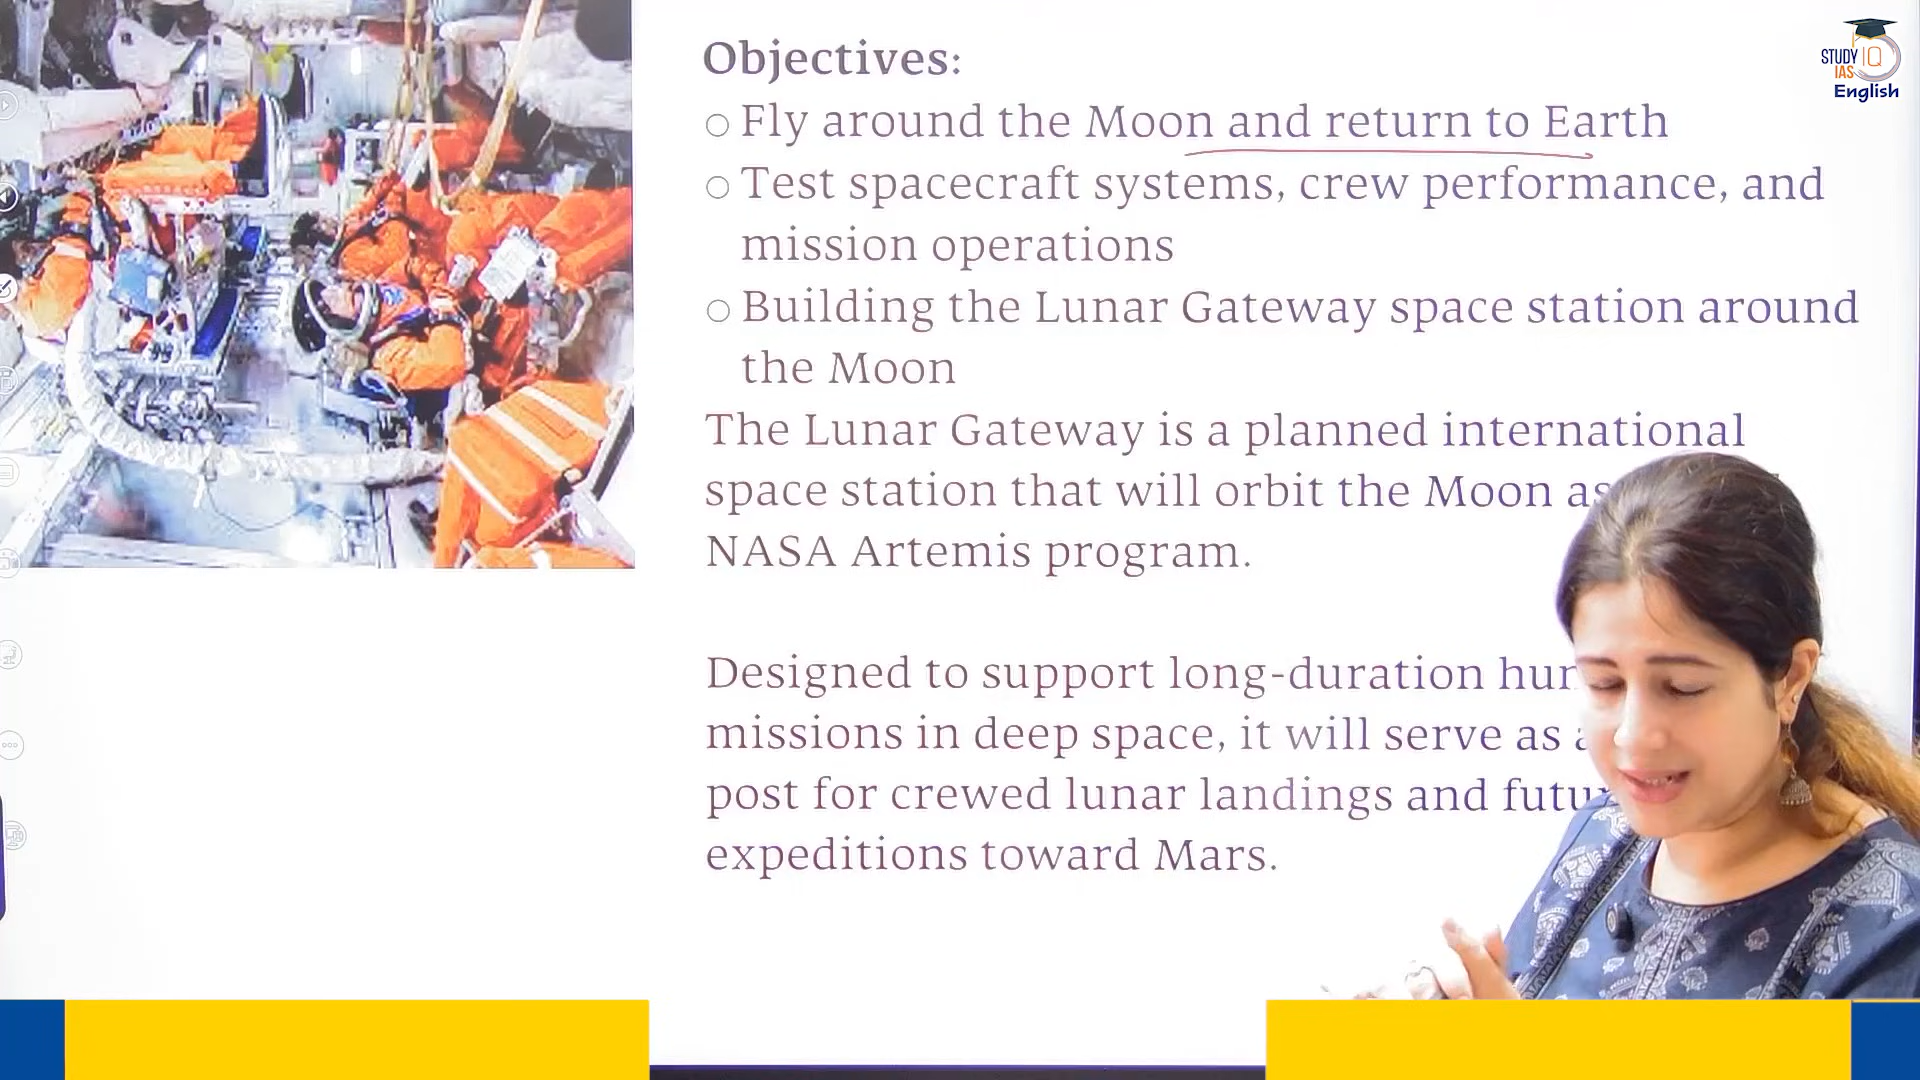 Objectives:
○ Fly around the Moon and return to Earth
○ Test spacecraft systems, crew performance, and
mission operations
○ Building the Lunar Gateway space station around
the Moon
The Lunar Gateway is a planned international
space station that will orbit the Moon as
NASA Artemis program.
Designed to support long-duration
missions in deep space, it will serve as
post for crewed lunar landings and
expeditions toward Mars.
STUDY IQ
IAS
English